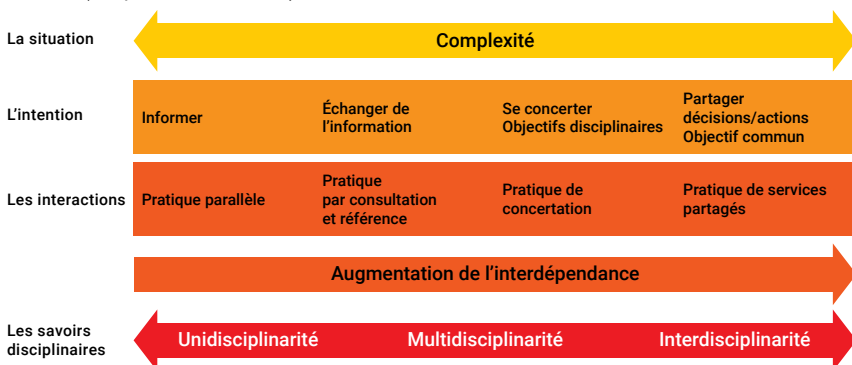 La situation
Complexité
L’intention
Informer
Échanger de
l’information
Se concerter
Objectifs disciplinaires
Partager
décisions/actions
Objectif commun
Les interactions
Pratique parallèle
Pratique
par consultation
et référence
Pratique de
concertation
Pratique de services
partagés
Augmentation de l’interdépendance
Les savoirs
disciplinaires
Unidisciplinarité
Multidisciplinarité
Interdisciplinarité